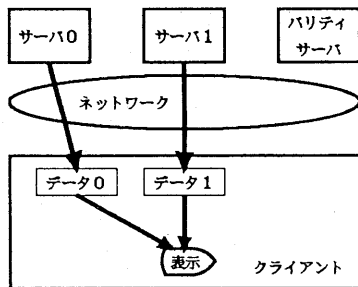 サーバ0
サーバ1
パリティ
サーバ
ネットワーク
データ0
データ1
表示
クライアント